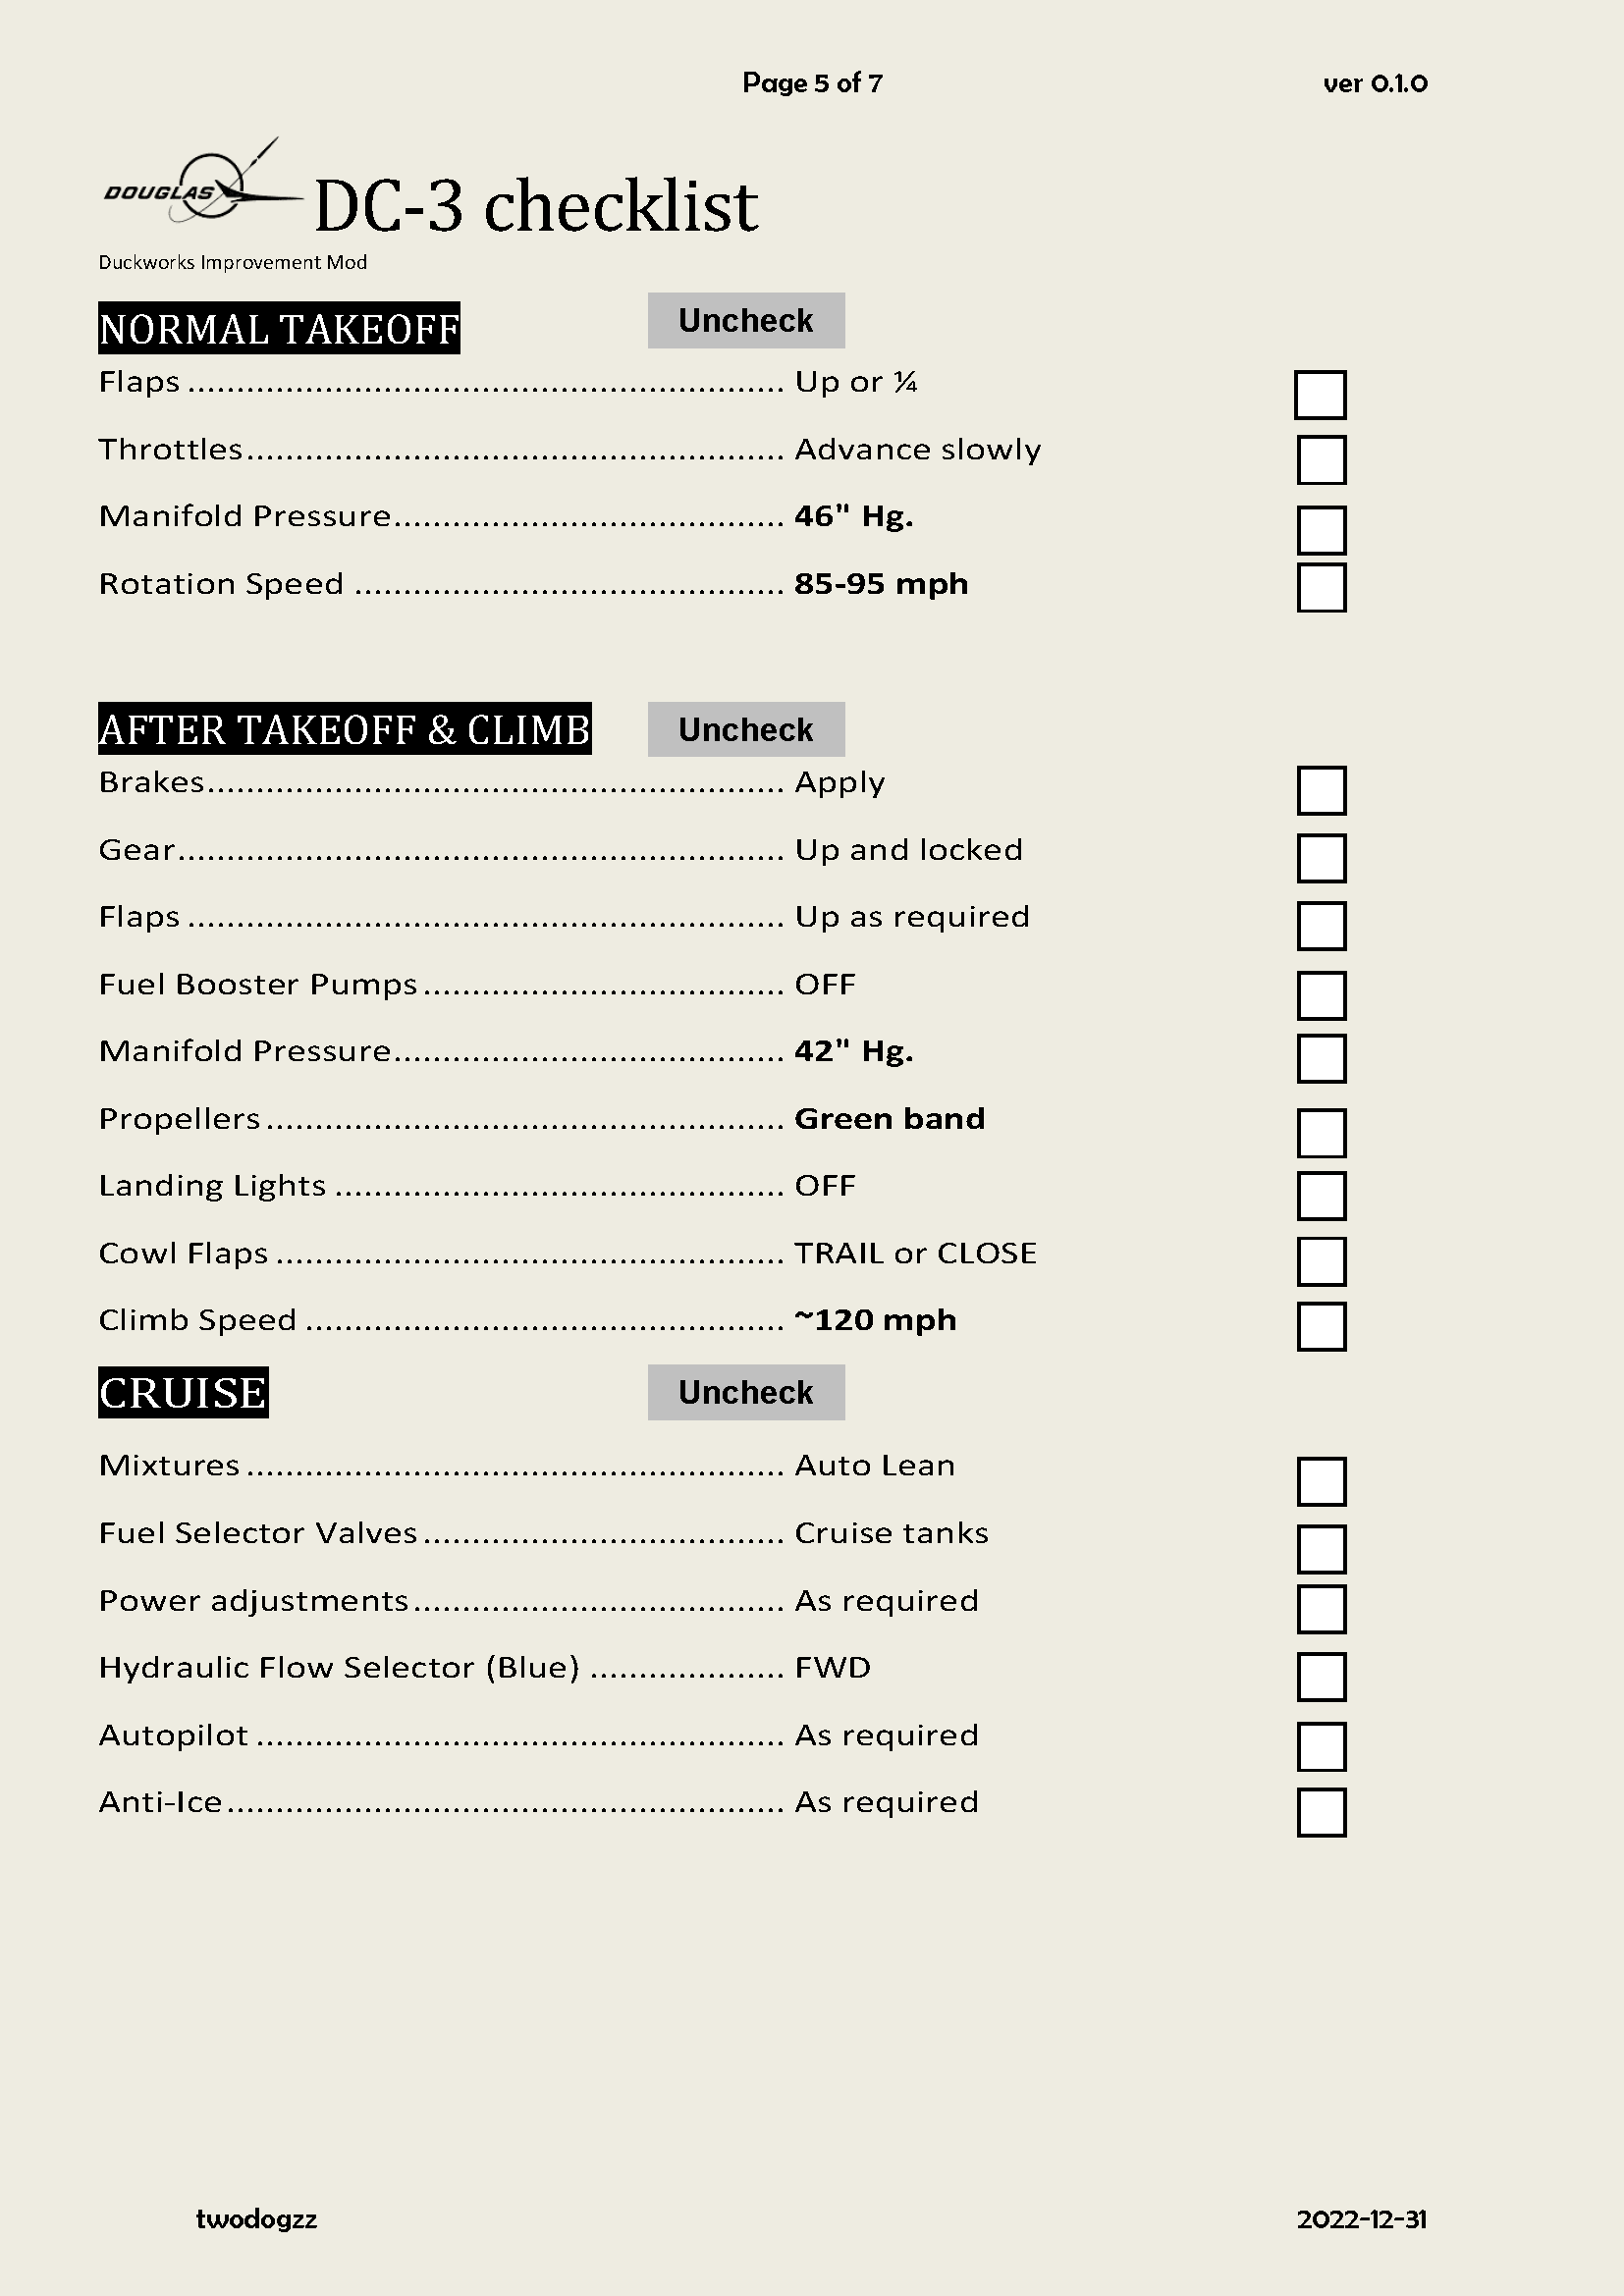 Page 5 of 7 ver 0.1.0
DOUGLAS DC-3 checklist
Duckworks Improvement Mod
NORMAL TAKEOFF Uncheck
Flaps ............................................................. Up or ¼
Throttles....................................................... Advance slowly
Manifold Pressure........................................ 46" Hg.
Rotation Speed ............................................ 85-95 mph
AFTER TAKEOFF & CLIMB Uncheck
Brakes........................................................... Apply
Gear.............................................................. Up and locked
Flaps ............................................................. Up as required
Fuel Booster Pumps..................................... OFF
Manifold Pressure........................................ 42" Hg.
Propellers..................................................... Green band
Landing Lights .............................................. OFF
Cowl Flaps .................................................... TRAIL or CLOSE
Climb Speed ................................................. ~120 mph
CRUISE Uncheck
Mixtures ....................................................... Auto Lean
Fuel Selector Valves..................................... Cruise tanks
Power adjustments...................................... As required
Hydraulic Flow Selector (Blue) .................... FWD
Autopilot ...................................................... As required
Anti-Ice......................................................... As required
twodogzz 2022-12-31